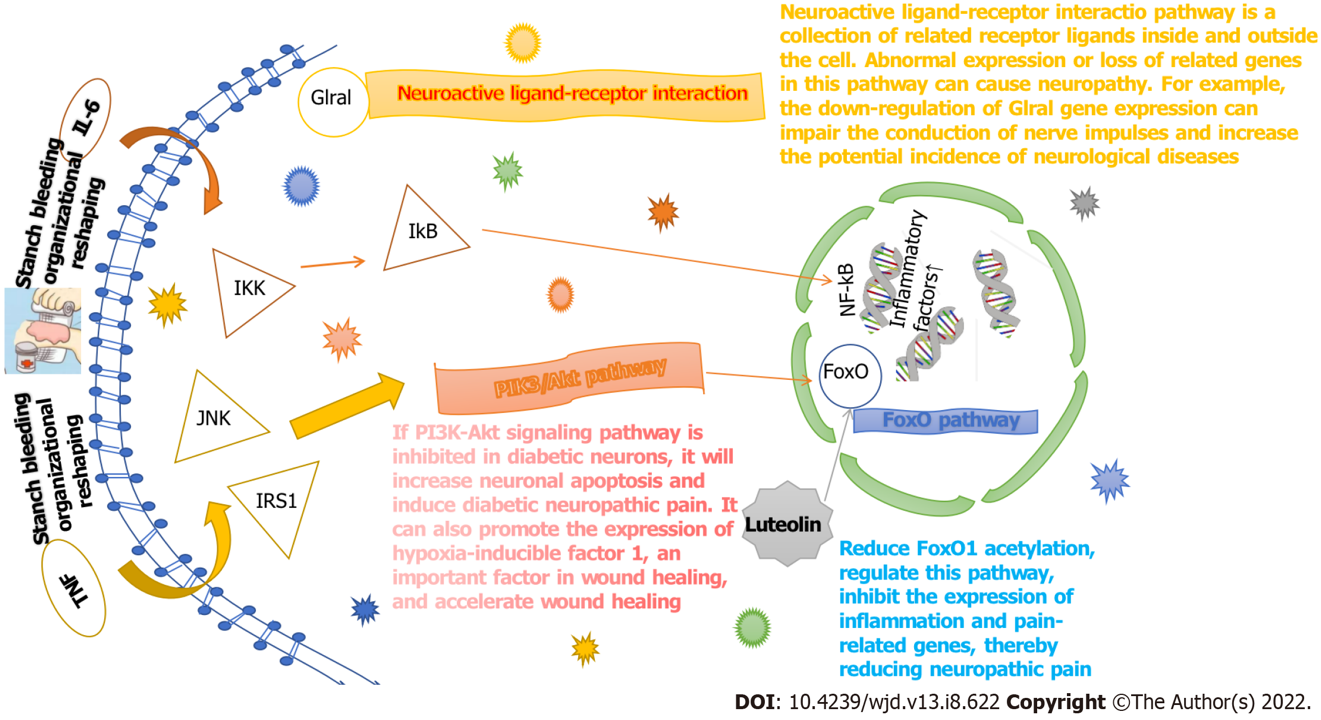 Neuroactive ligand-receptor interactio pathway is a
collection of related receptor ligands inside and outside
the cell. Abnormal expression or loss of related genes
in this pathway can cause neuropathy. For example,
the down-regulation of Glral gene expression can
impair the conduction of nerve impulses and increase
the potential incidence of neurological diseases
Glral
Neuroactive ligand-receptor interaction
IL-6
Stanch bleeding
organizational
reshaping
IkB
IKK
NF-kB
Inflammatory
factors↑
PIK3/Akt pathway
FoxO
FoxO pathway
JNK
IRS1
Stanch bleeding
organizational
reshaping
TNF
If PI3K-Akt signaling pathway is
inhibited in diabetic neurons, it will
increase neuronal apoptosis and
induce diabetic neuropathic pain. It
can also promote the expression of
hypoxia-inducible factor 1, an
important factor in wound healing,
and accelerate wound healing
Luteolin
Reduce FoxO1 acetylation,
regulate this pathway,
inhibit the expression of
inflammation and pain-
related genes, thereby
reducing neuropathic pain
DOI: 10.4239/wjd.v13.i8.622 Copyright ©The Author(s) 2022.